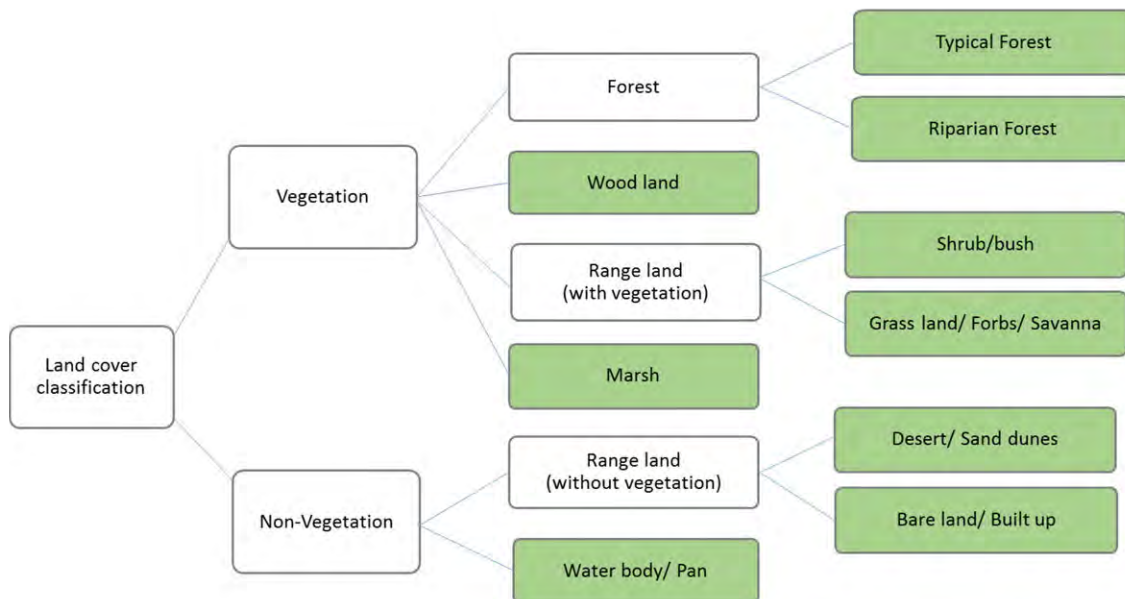 Land cover
classification
Vegetation
Non-Vegetation
Forest
Wood land
Range land
(with vegetation)
Marsh
Range land
(without vegetation)
Water body/ Pan
Typical Forest
Riparian Forest
Shrub/bush
Grass land/ Forbs/ Savanna
Desert/ Sand dunes
Bare land/ Built up